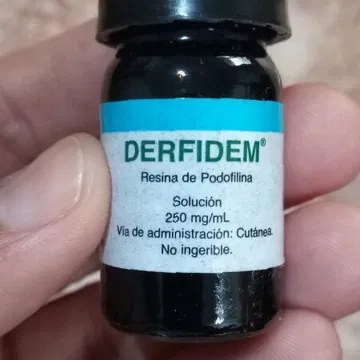 DERFIDEM®
Resina de Podofilina
Solución
250 mg/mL
Vía de administración: Cutánea.
No ingerible.